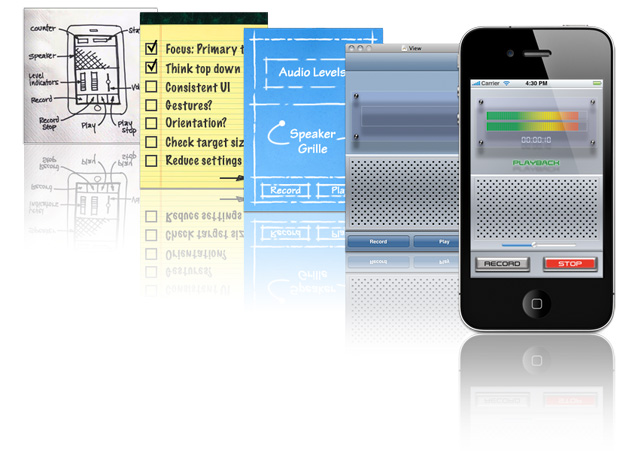 Counter
Speaker
Level
Indicators
Record
Record
Stop
Play
Play
Stop
Focus: Primary t
Think top down
Consistent UI
Gestures?
Orientation?
Check target siz
Reduce settings
Audio Levels
Speaker
Grille
Record
Pla
View
Record
Play
Carrer
4:30 PM
00:00:10
PLAYBACK
RECORD
STOP